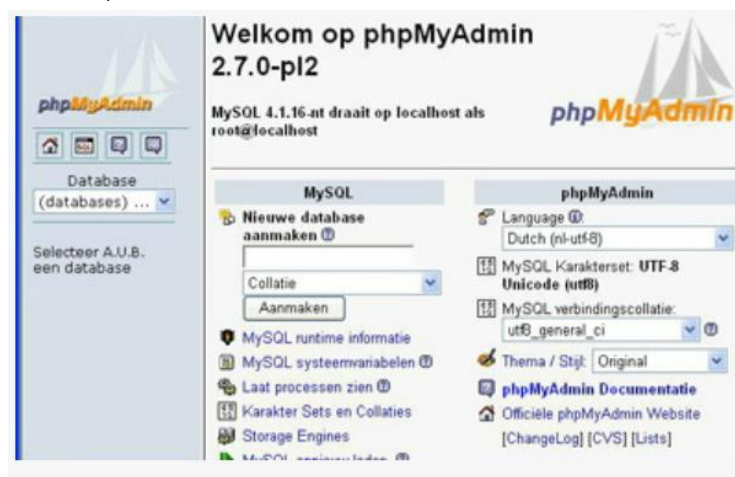 phpMyAdmin
Database
(databases) ...
Selecteer A.U.B.
een database
Welkom op phpMyAdmin
2.7.0-pl2
MySQL 4.1.16-nt draait op localhost als
root@localhost
phpMyAdmin
MySQL
Nieuwe database
aanmaken
Collatie
Aanmaken
MySQL runtime informatie
MySQL systeemvariabelen
Laat processen zien
Karakter Sets en Collaties
Storage Engines
MySQL opnieuw laden
phpMyAdmin
Language
Dutch (nl-utf-8)
MySQL Karakterset: UTF-8
Unicode (utf8)
MySQL verbindingscollatie:
utf8_general_ci
Thema / Stijl: Original
phpMyAdmin Documentatie
Officiële phpMyAdmin Website
[ChangeLog] [CVS] [Lists]